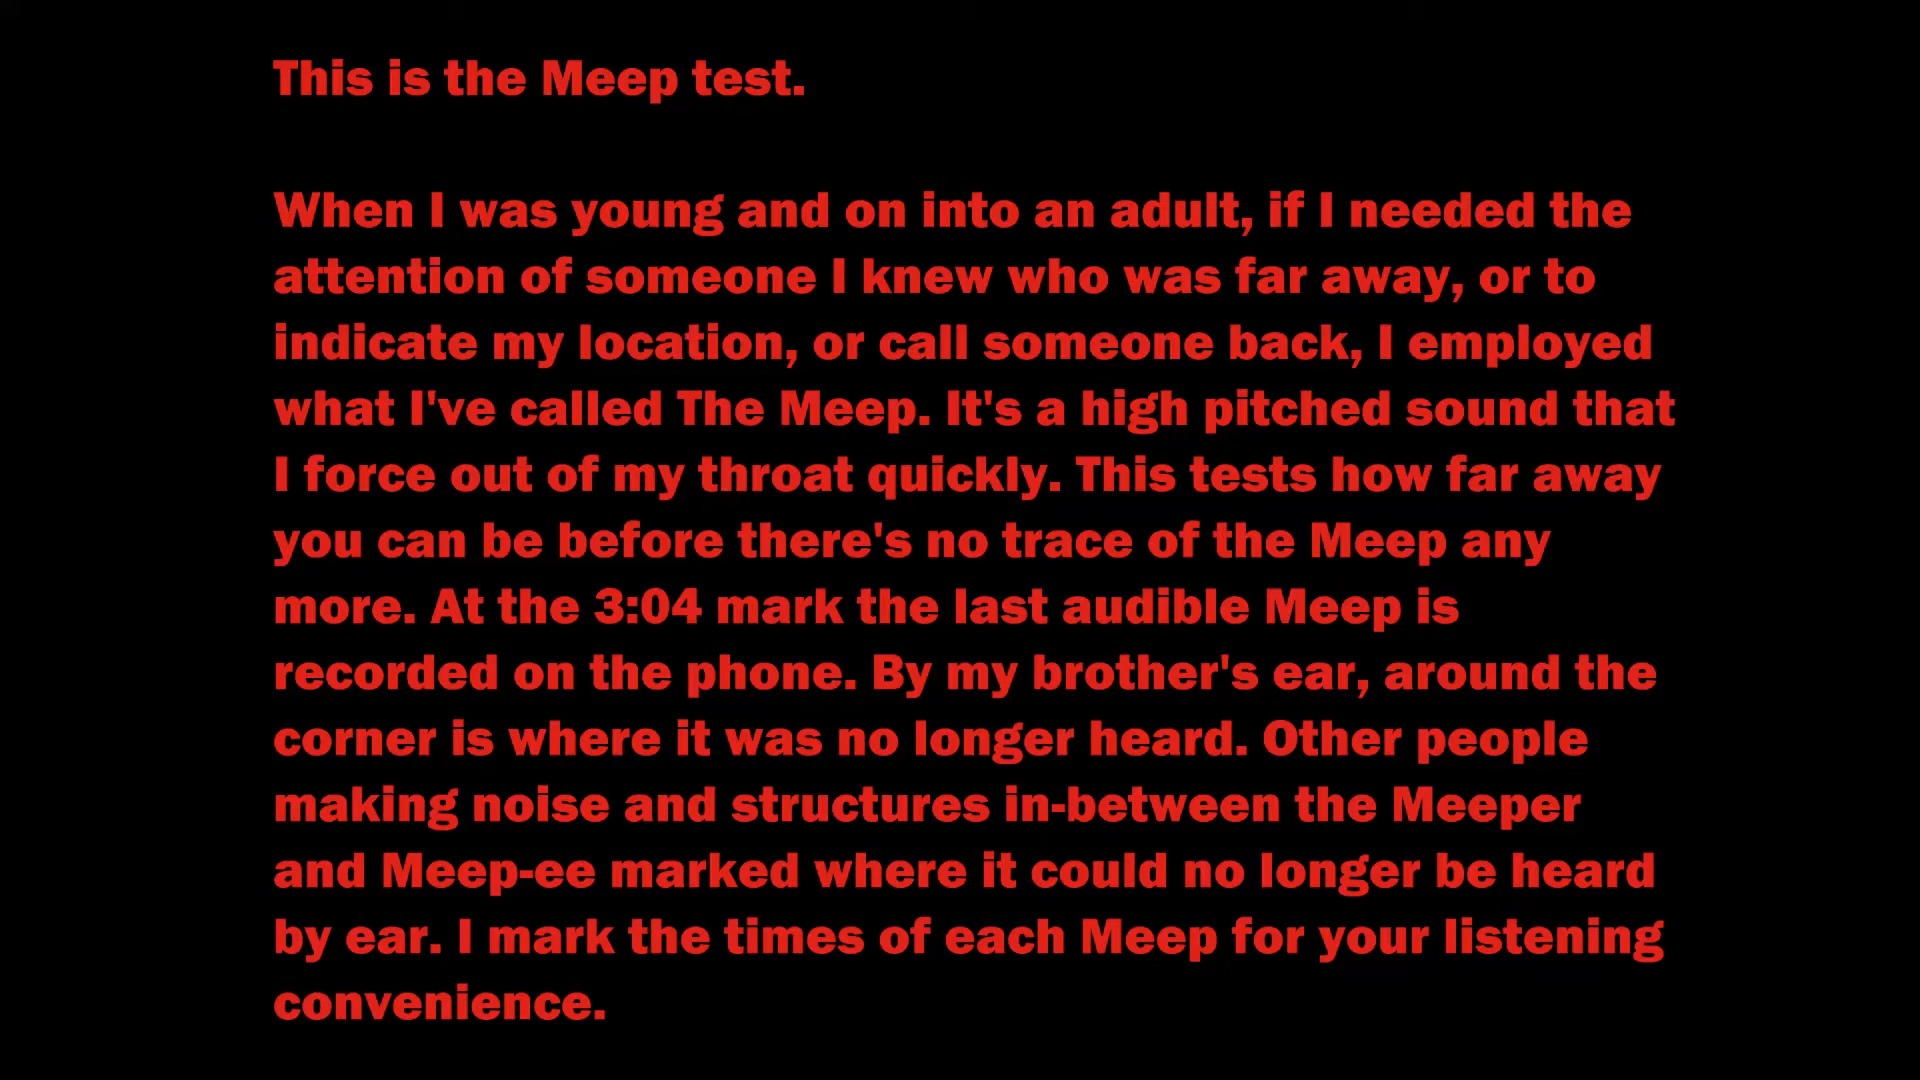 This is the Meep test.
When I was young and on into an adult, if I needed the
attention of someone I knew who was far away, or to
indicate my location, or call someone back, I employed
what I've called The Meep. It's a high pitched sound that
I force out of my throat quickly. This tests how far away
you can be before there's no trace of the Meep any
more. At the 3:04 mark the last audible Meep is
recorded on the phone. By my brother's ear, around the
corner is where it was no longer heard. Other people
making noise and structures in-between the Meeper
and Meep-ee marked where it could no longer be heard
by ear. I mark the times of each Meep for your listening
convenience.